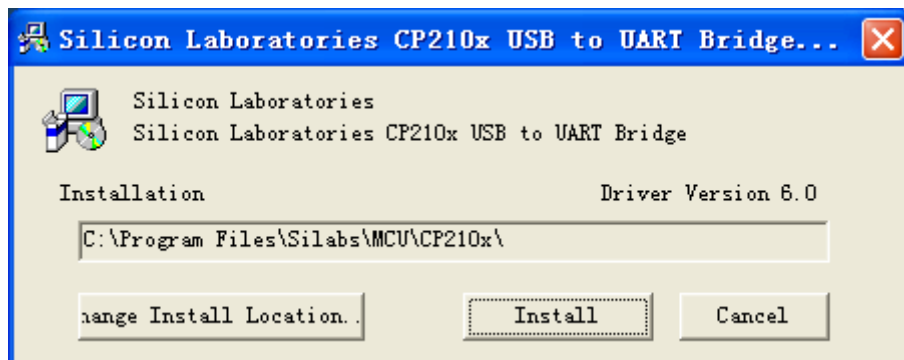 Silicon Laboratories CP210x USB to UART Bridge...
Silicon Laboratories
Silicon Laboratories CP210x USB to UART Bridge
Installation Driver Version 6.0
C:\Program Files\Silabs\MCU\CP210x\
hange Install Location.. Install Cancel